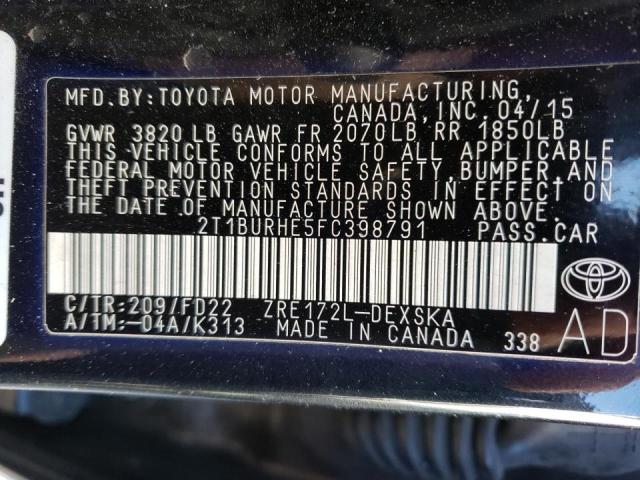 MFD.BY:TOYOTA MOTOR MANUFACTURING,
CANADA,INC. 04/15
GVWR 3820 LB GAWR FR 2070LB RR 1850LB
THIS VEHICLE CONFORMS TO ALL APPLICABLE
FEDERAL MOTOR VEHICLE SAFETY,BUMPER,AND
THEFT PREVENTION STANDARDS IN EFFECT ON
THE DATE OF MANUFACTURE SHOWN ABOVE.
2T1BURHE5FC398791 PASS.CAR
C/TR:209/FD22 ZRE172L-DEXSKA
A/TM:-04A/K313 MADE IN CANADA 338
AD